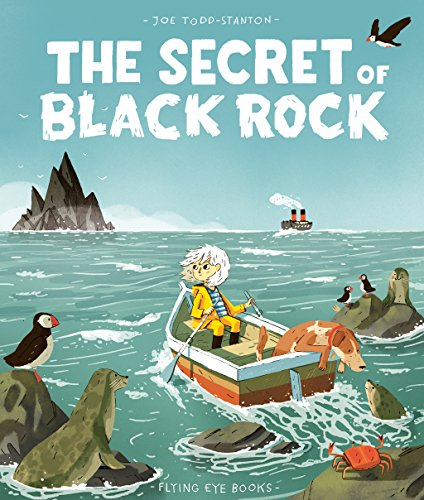 - JOE TODD-STANTON -
THE SECRET OF
BLACK ROCK
- FLYING EYE BOOKS -